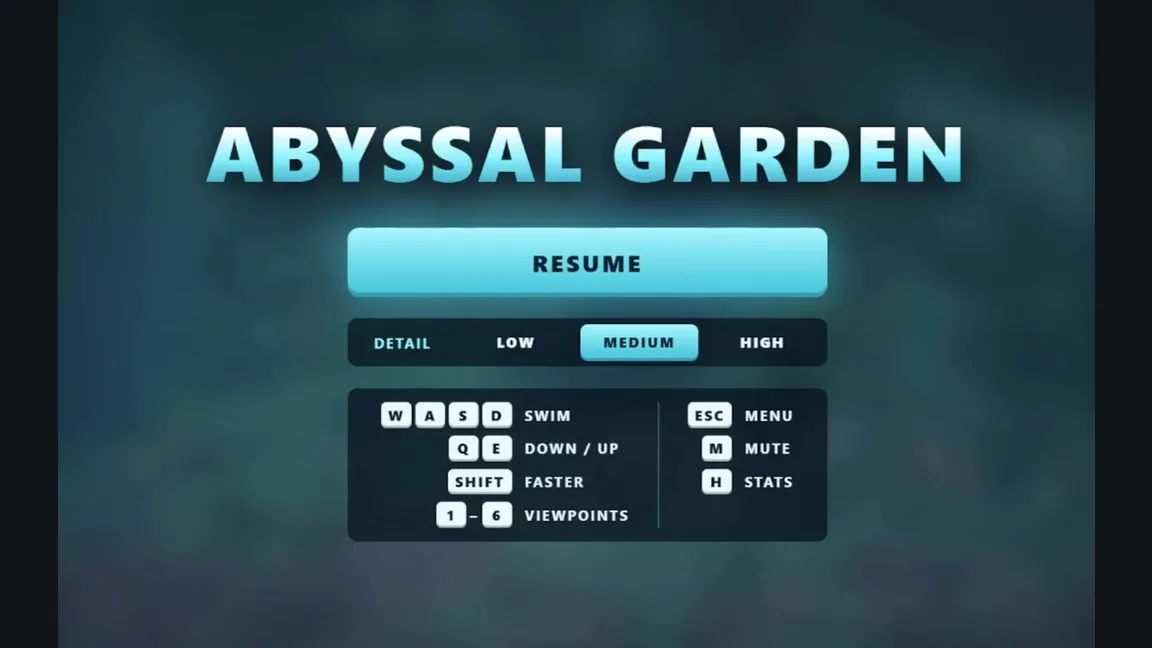 ABYSSAL GARDEN
RESUME
DETAIL LOW MEDIUM HIGH
W A S D SWIM
Q E DOWN / UP
SHIFT FASTER
1 – 6 VIEWPOINTS
ESC MENU
M MUTE
H STATS